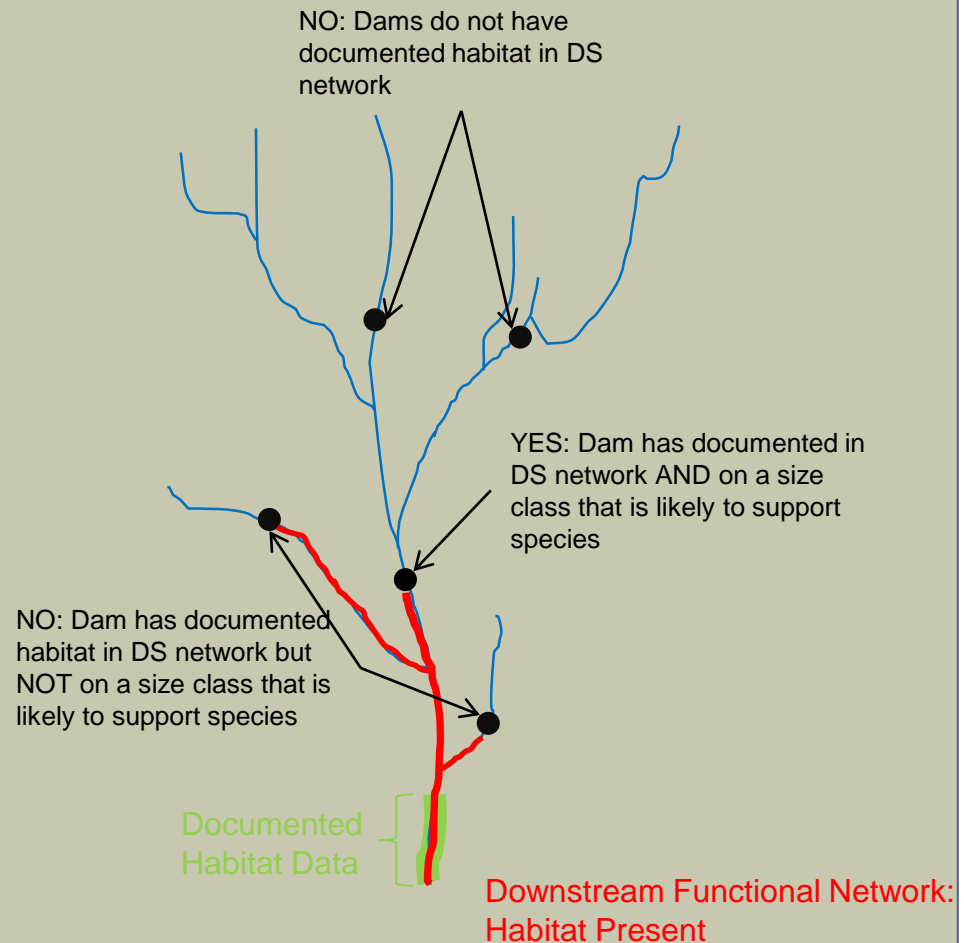 NO: Dams do not have
documented habitat in DS
network
YES: Dam has documented in
DS network AND on a size
class that is likely to support
species
NO: Dam has documented
habitat in DS network but
NOT on a size class that is
likely to support species
Documented
Habitat Data
Downstream Functional Network:
Habitat Present